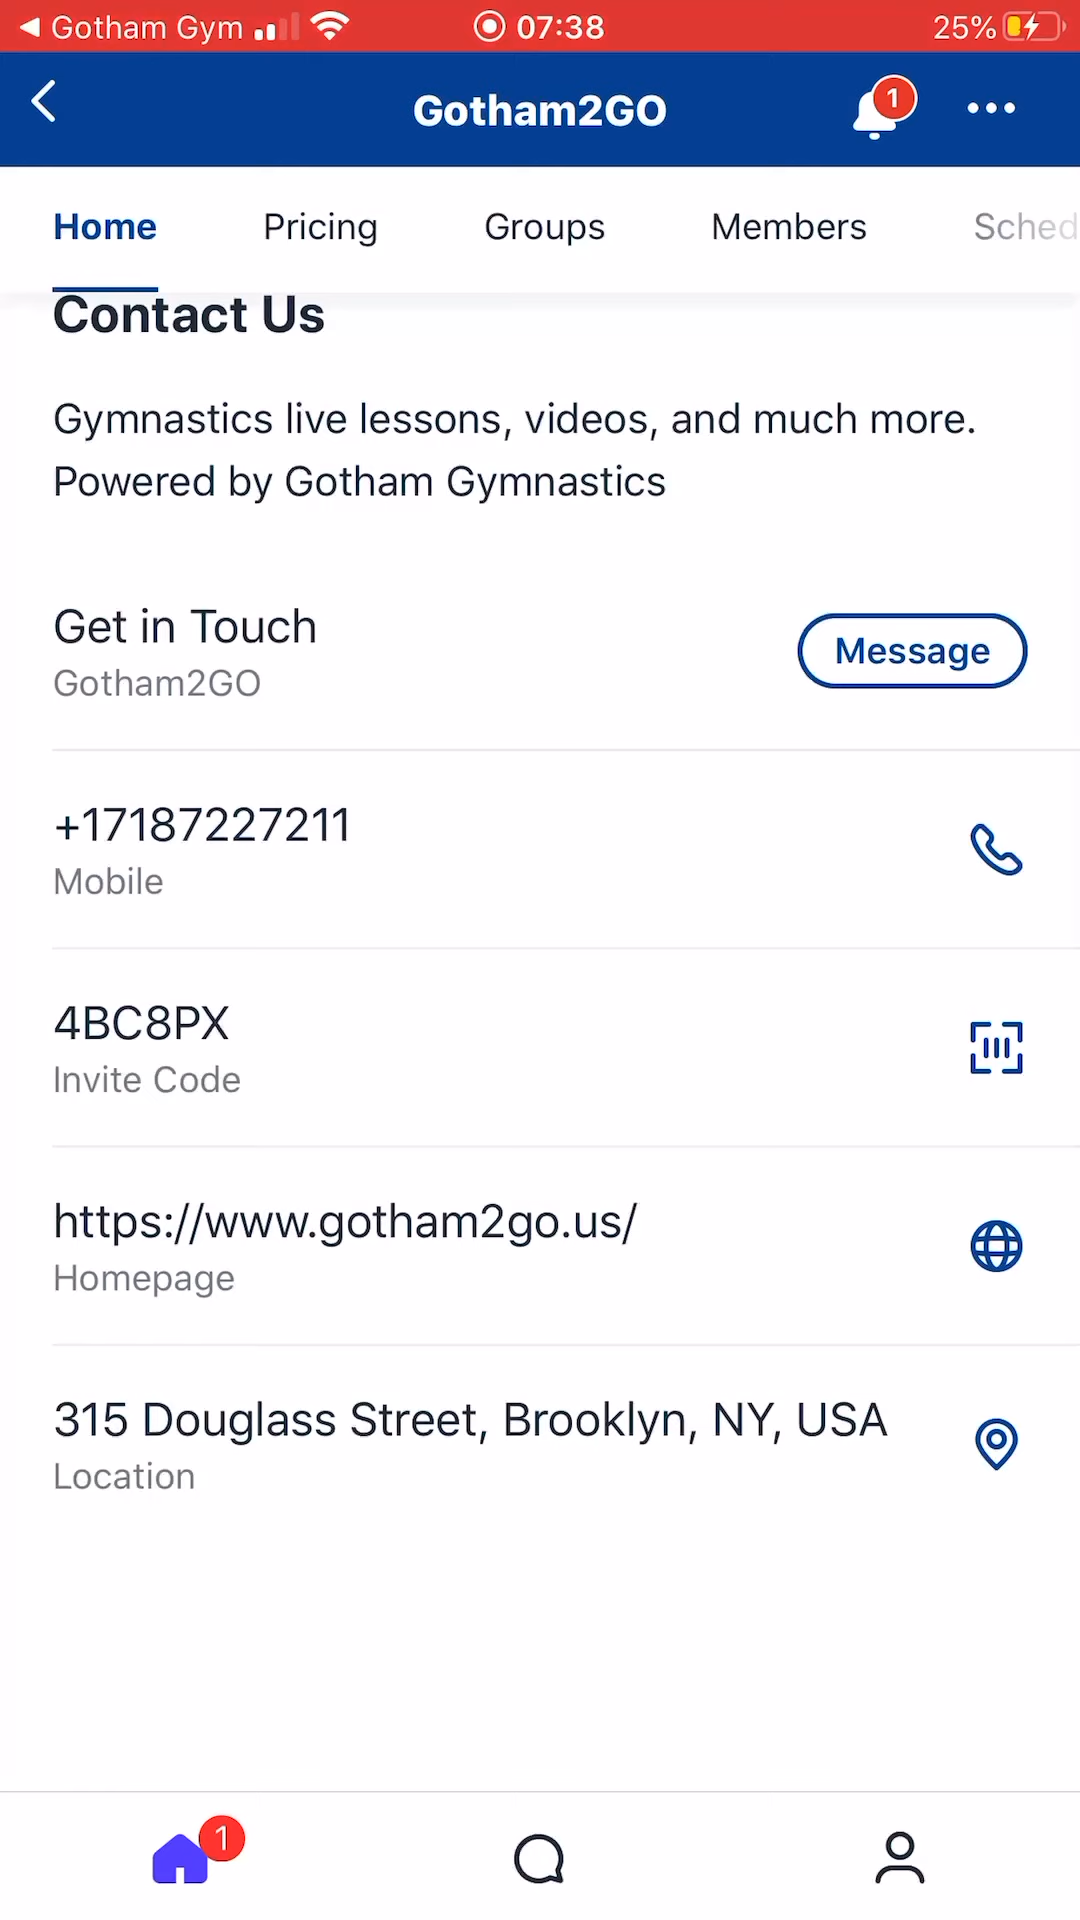 Gotham Gym
07:38
25%
Gotham2GO
1
Home Pricing Groups Members Sched
Contact Us
Gymnastics live lessons, videos, and much more.
Powered by Gotham Gymnastics
Get in Touch
Gotham2GO
Message
+17187227211
Mobile
4BC8PX
Invite Code
https://www.gotham2go.us/
Homepage
315 Douglass Street, Brooklyn, NY, USA
Location
1